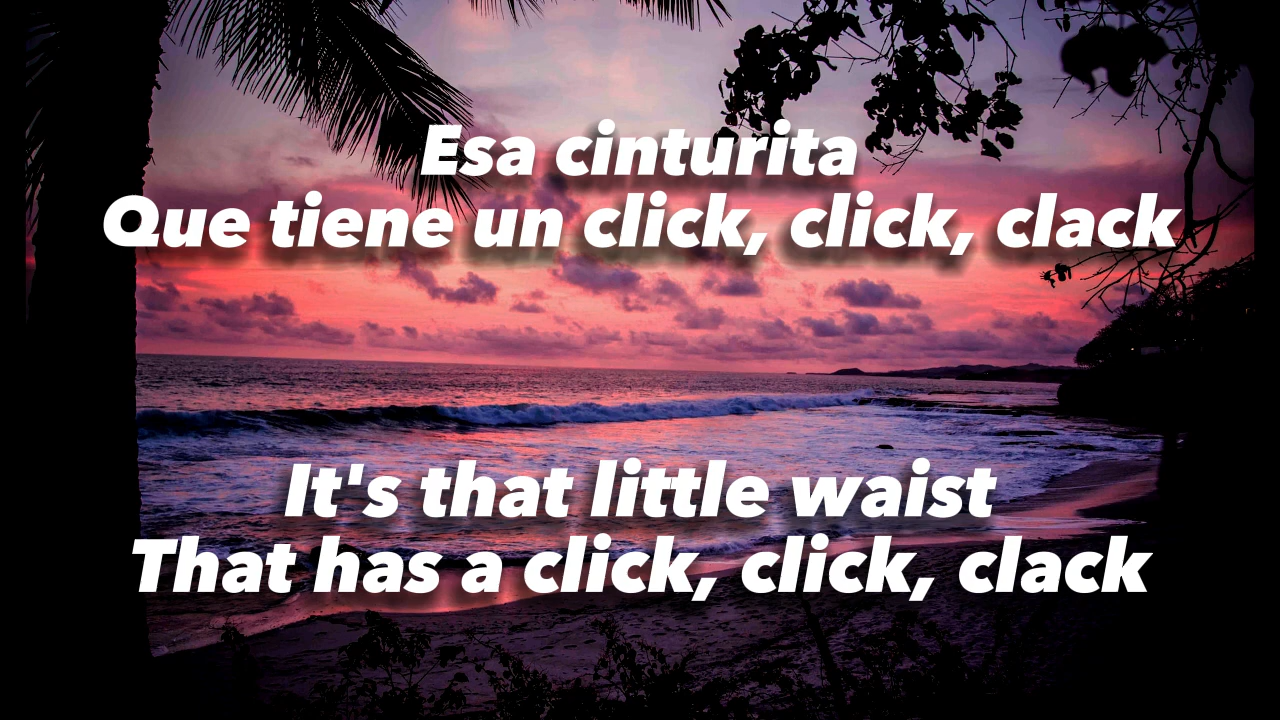 Esa cinturita
Que tiene un click, click, clack
It's that little waist
That has a click, click, clack